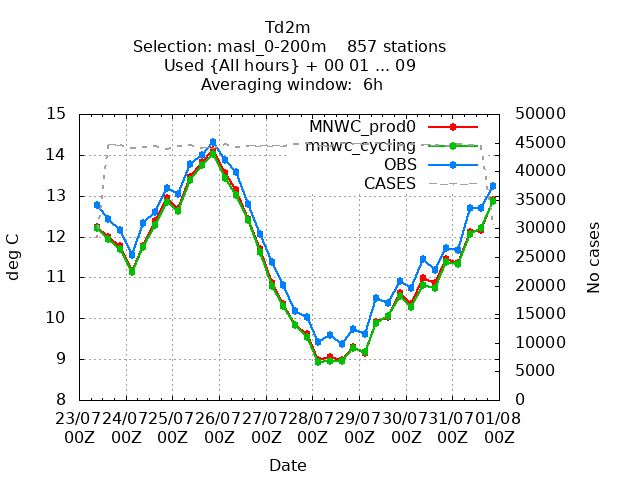 Td2m
Selection: masl_0-200m    857 stations
Used {All hours} + 00 01 ... 09
Averaging window:  6h
15
14
13
12
11
10
9
8
deg C
50000
45000
40000
35000
30000
25000
20000
15000
10000
5000
0
No cases
MNWC_prod0
mnwc_cycling
OBS
CASES
23/07 24/07 25/07 26/07 27/07 28/07 29/07 30/07 31/07 01/08
00Z 00Z 00Z 00Z 00Z 00Z 00Z 00Z 00Z 00Z
Date